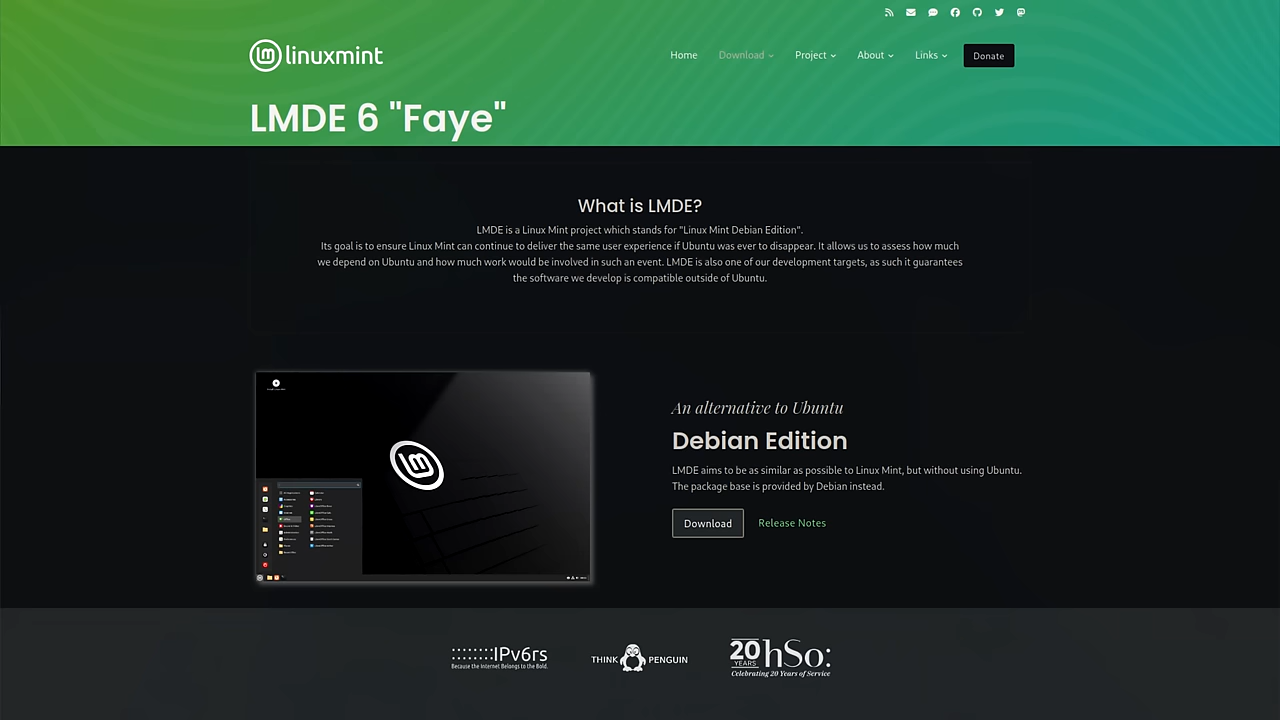 linuxmint
Home
Download
Project
About
Links
Donate
LMDE 6 "Faye"
What is LMDE?
LMDE is a Linux Mint project which stands for "Linux Mint Debian Edition".
Its goal is to ensure Linux Mint can continue to deliver the same user experience if Ubuntu was ever to disappear. It allows us to assess how much
we depend on Ubuntu and how much work would be involved in such an event. LMDE is also one of our development targets, as such it guarantees
the software we develop is compatible outside of Ubuntu.
An alternative to Ubuntu
Debian Edition
LMDE aims to be as similar as possible to Linux Mint, but without using Ubuntu.
The package base is provided by Debian instead.
Download
Release Notes
IPv6rs
Because the Internet Belongs to the Bold.
THINK PENGUIN
20 YEARS hSo:
Celebrating 20 Years of Service